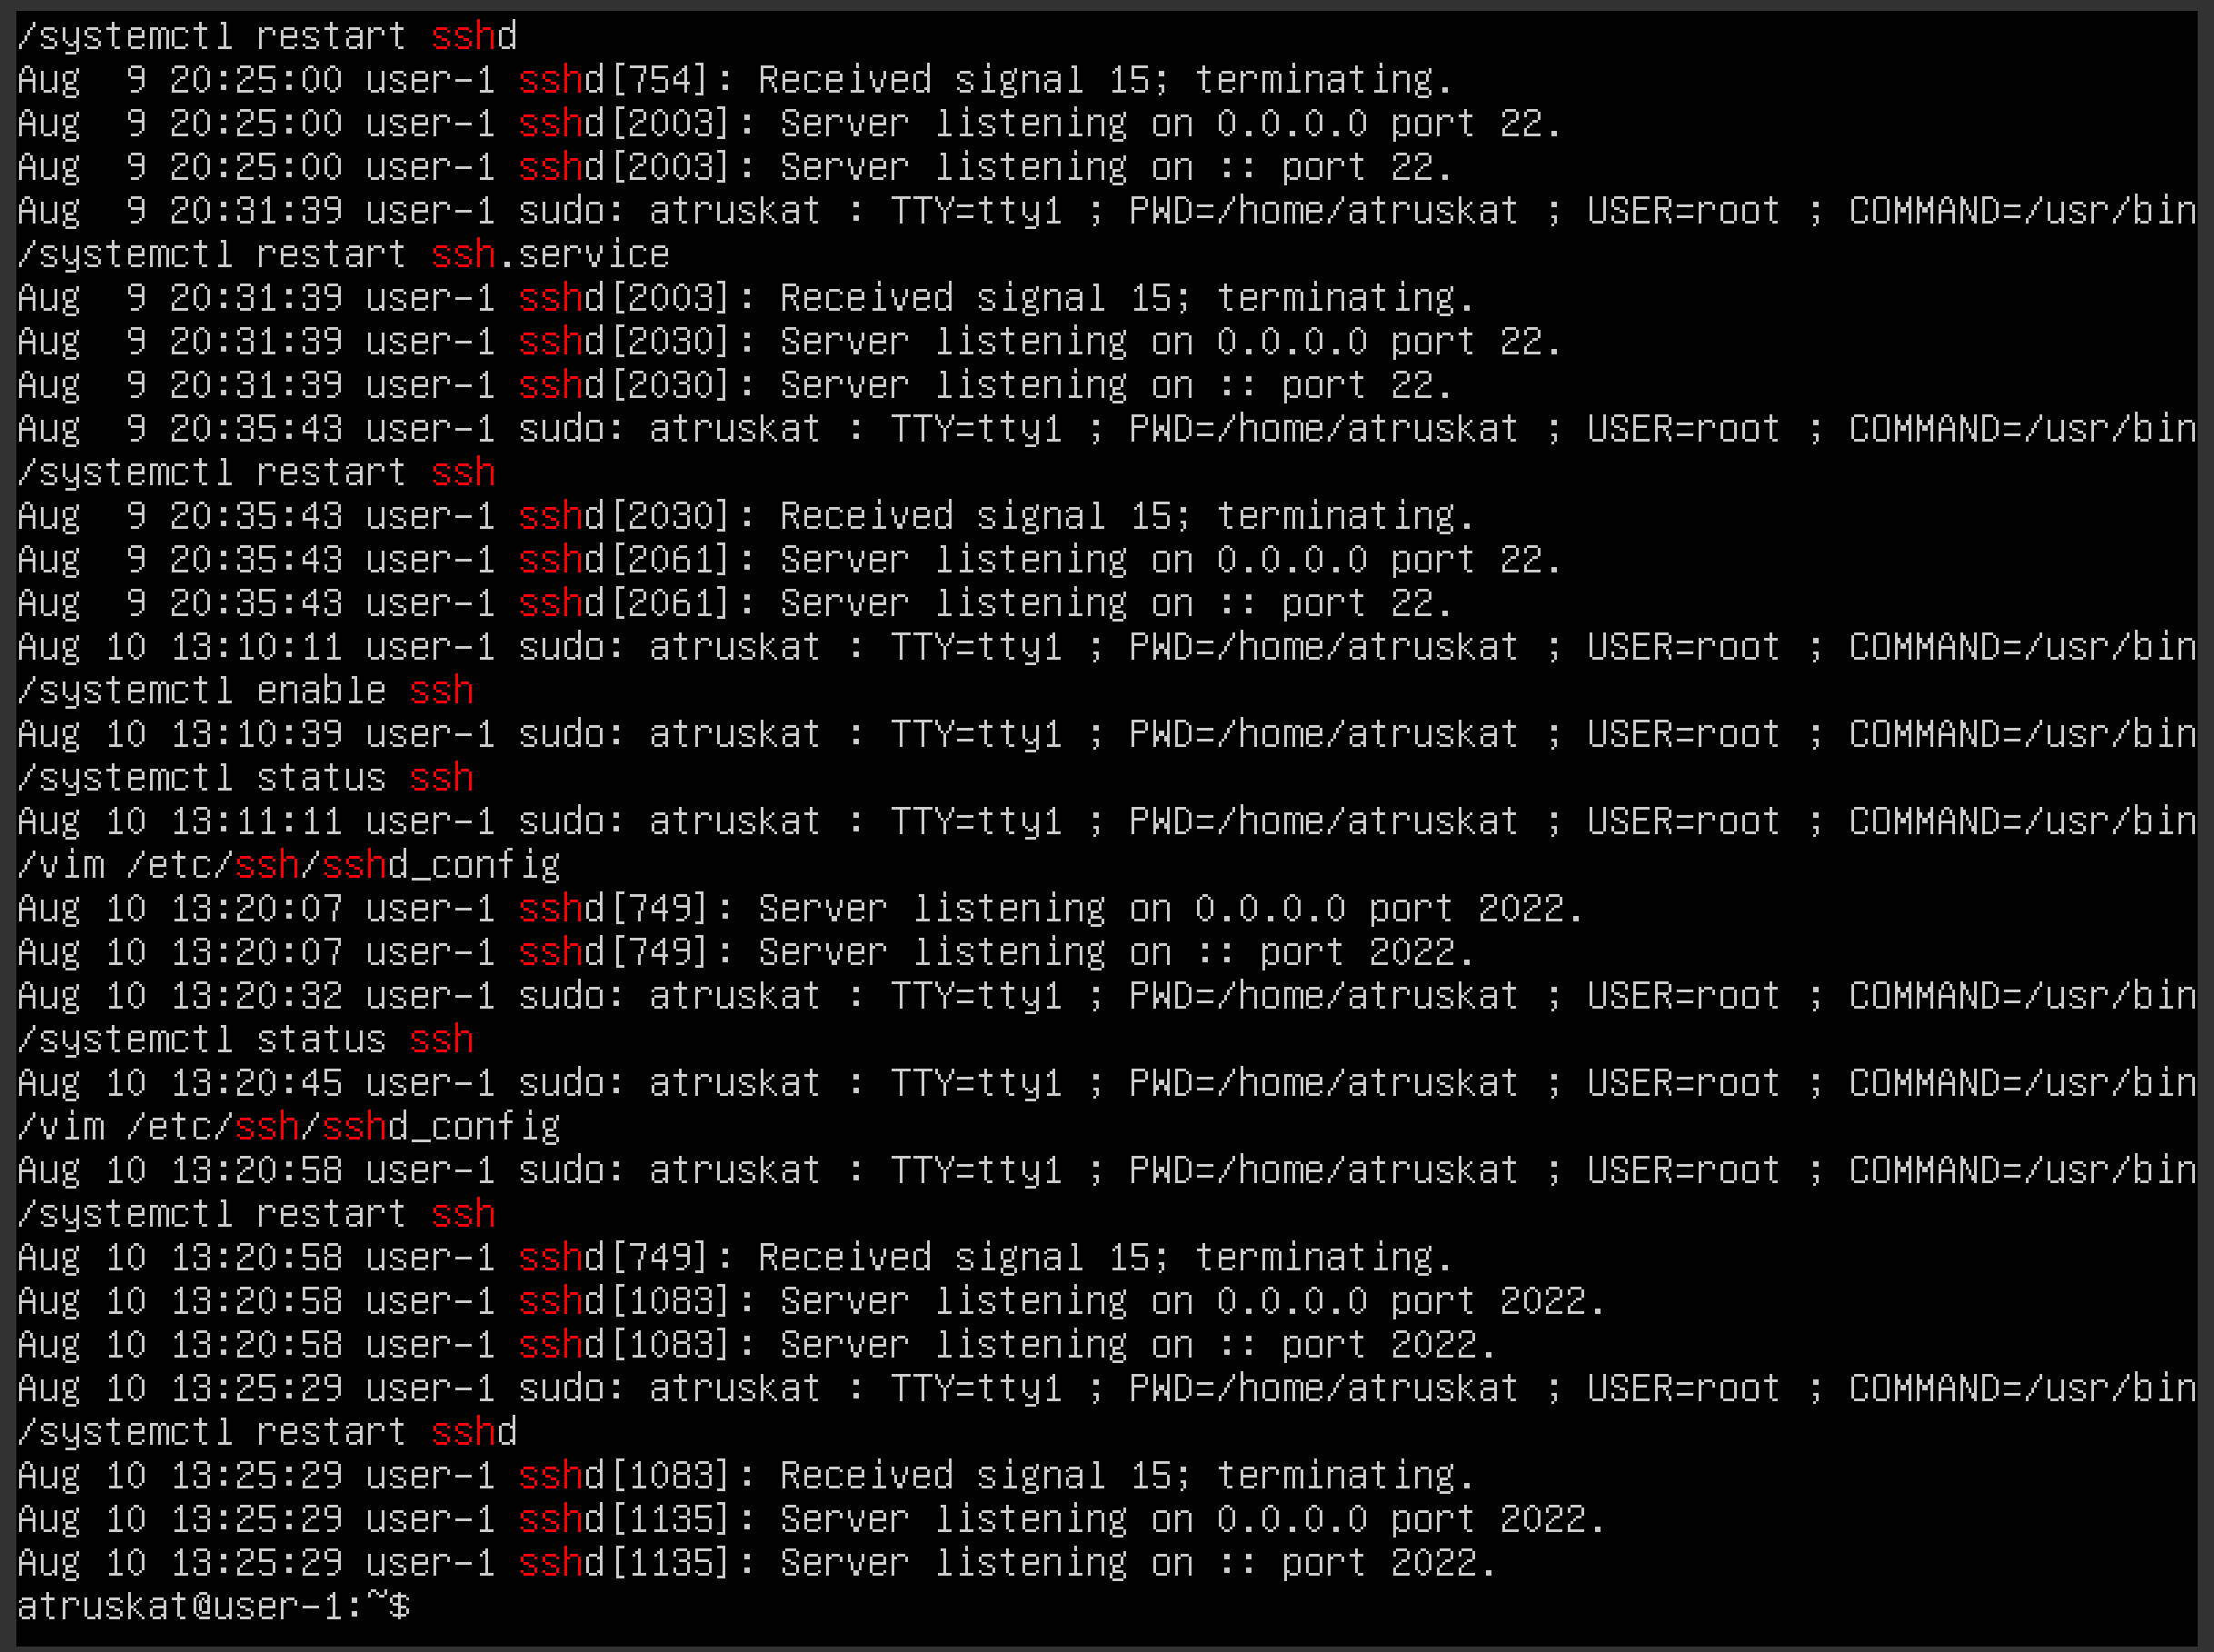 /systemctl restart sshd
Aug  9 20:25:00 user-1 sshd[754]: Received signal 15; terminating.
Aug  9 20:25:00 user-1 sshd[2003]: Server listening on 0.0.0.0 port 22.
Aug  9 20:25:00 user-1 sshd[2003]: Server listening on :: port 22.
Aug  9 20:31:39 user-1 sudo: atruskat : TTY=tty1 ; PWD=/home/atruskat ; USER=root ; COMMAND=/usr/bin
/systemctl restart ssh.service
Aug  9 20:31:39 user-1 sshd[2003]: Received signal 15; terminating.
Aug  9 20:31:39 user-1 sshd[2030]: Server listening on 0.0.0.0 port 22.
Aug  9 20:31:39 user-1 sshd[2030]: Server listening on :: port 22.
Aug  9 20:35:43 user-1 sudo: atruskat : TTY=tty1 ; PWD=/home/atruskat ; USER=root ; COMMAND=/usr/bin
/systemctl restart ssh
Aug  9 20:35:43 user-1 sshd[2030]: Received signal 15; terminating.
Aug  9 20:35:43 user-1 sshd[2061]: Server listening on 0.0.0.0 port 22.
Aug  9 20:35:43 user-1 sshd[2061]: Server listening on :: port 22.
Aug 10 13:10:11 user-1 sudo: atruskat : TTY=tty1 ; PWD=/home/atruskat ; USER=root ; COMMAND=/usr/bin
/systemctl enable ssh
Aug 10 13:10:39 user-1 sudo: atruskat : TTY=tty1 ; PWD=/home/atruskat ; USER=root ; COMMAND=/usr/bin
/systemctl status ssh
Aug 10 13:11:11 user-1 sudo: atruskat : TTY=tty1 ; PWD=/home/atruskat ; USER=root ; COMMAND=/usr/bin
/vim /etc/ssh/sshd_config
Aug 10 13:20:07 user-1 sshd[749]: Server listening on 0.0.0.0 port 2022.
Aug 10 13:20:07 user-1 sshd[749]: Server listening on :: port 2022.
Aug 10 13:20:32 user-1 sudo: atruskat : TTY=tty1 ; PWD=/home/atruskat ; USER=root ; COMMAND=/usr/bin
/systemctl status ssh
Aug 10 13:20:45 user-1 sudo: atruskat : TTY=tty1 ; PWD=/home/atruskat ; USER=root ; COMMAND=/usr/bin
/vim /etc/ssh/sshd_config
Aug 10 13:20:58 user-1 sudo: atruskat : TTY=tty1 ; PWD=/home/atruskat ; USER=root ; COMMAND=/usr/bin
/systemctl restart ssh
Aug 10 13:20:58 user-1 sshd[749]: Received signal 15; terminating.
Aug 10 13:20:58 user-1 sshd[1083]: Server listening on 0.0.0.0 port 2022.
Aug 10 13:20:58 user-1 sshd[1083]: Server listening on :: port 2022.
Aug 10 13:25:29 user-1 sudo: atruskat : TTY=tty1 ; PWD=/home/atruskat ; USER=root ; COMMAND=/usr/bin
/systemctl restart sshd
Aug 10 13:25:29 user-1 sshd[1083]: Received signal 15; terminating.
Aug 10 13:25:29 user-1 sshd[1135]: Server listening on 0.0.0.0 port 2022.
Aug 10 13:25:29 user-1 sshd[1135]: Server listening on :: port 2022.
atruskat@user-1:~$